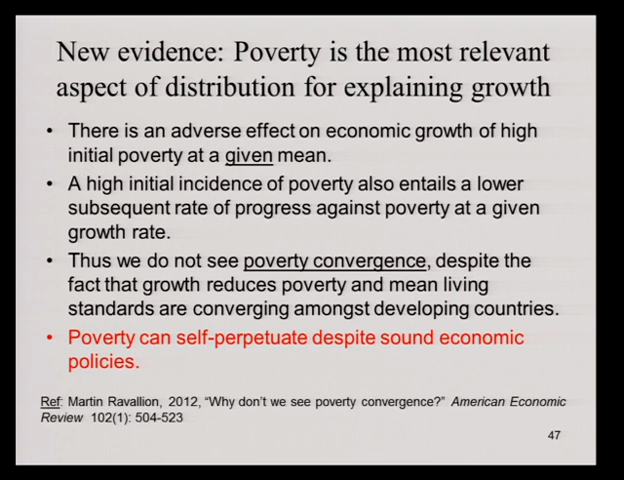 New evidence: Poverty is the most relevant
aspect of distribution for explaining growth
• There is an adverse effect on economic growth of high
initial poverty at a given mean.
• A high initial incidence of poverty also entails a lower
subsequent rate of progress against poverty at a given
growth rate.
• Thus we do not see poverty convergence, despite the
fact that growth reduces poverty and mean living
standards are converging amongst developing countries.
• Poverty can self-perpetuate despite sound economic
policies.
Ref: Martin Ravallion, 2012, “Why don’t we see poverty convergence?” American Economic
Review 102(1): 504-523
47